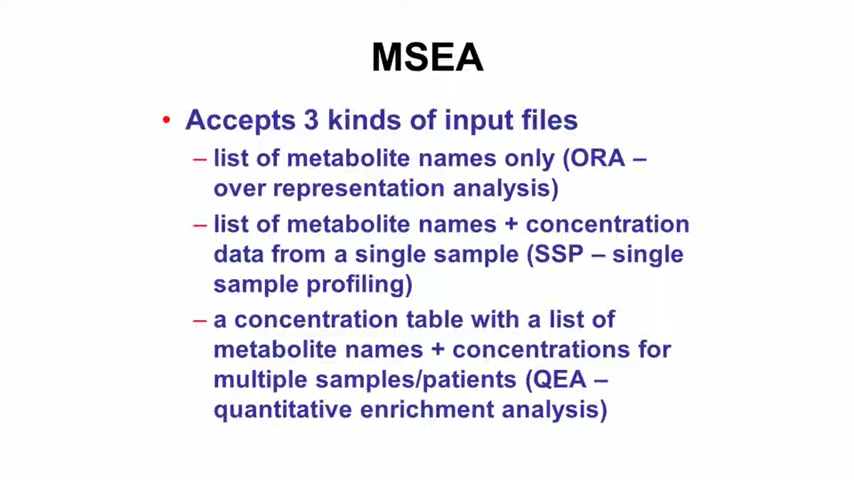 MSEA
• Accepts 3 kinds of input files
– list of metabolite names only (ORA –
over representation analysis)
– list of metabolite names + concentration
data from a single sample (SSP – single
sample profiling)
– a concentration table with a list of
metabolite names + concentrations for
multiple samples/patients (QEA –
quantitative enrichment analysis)